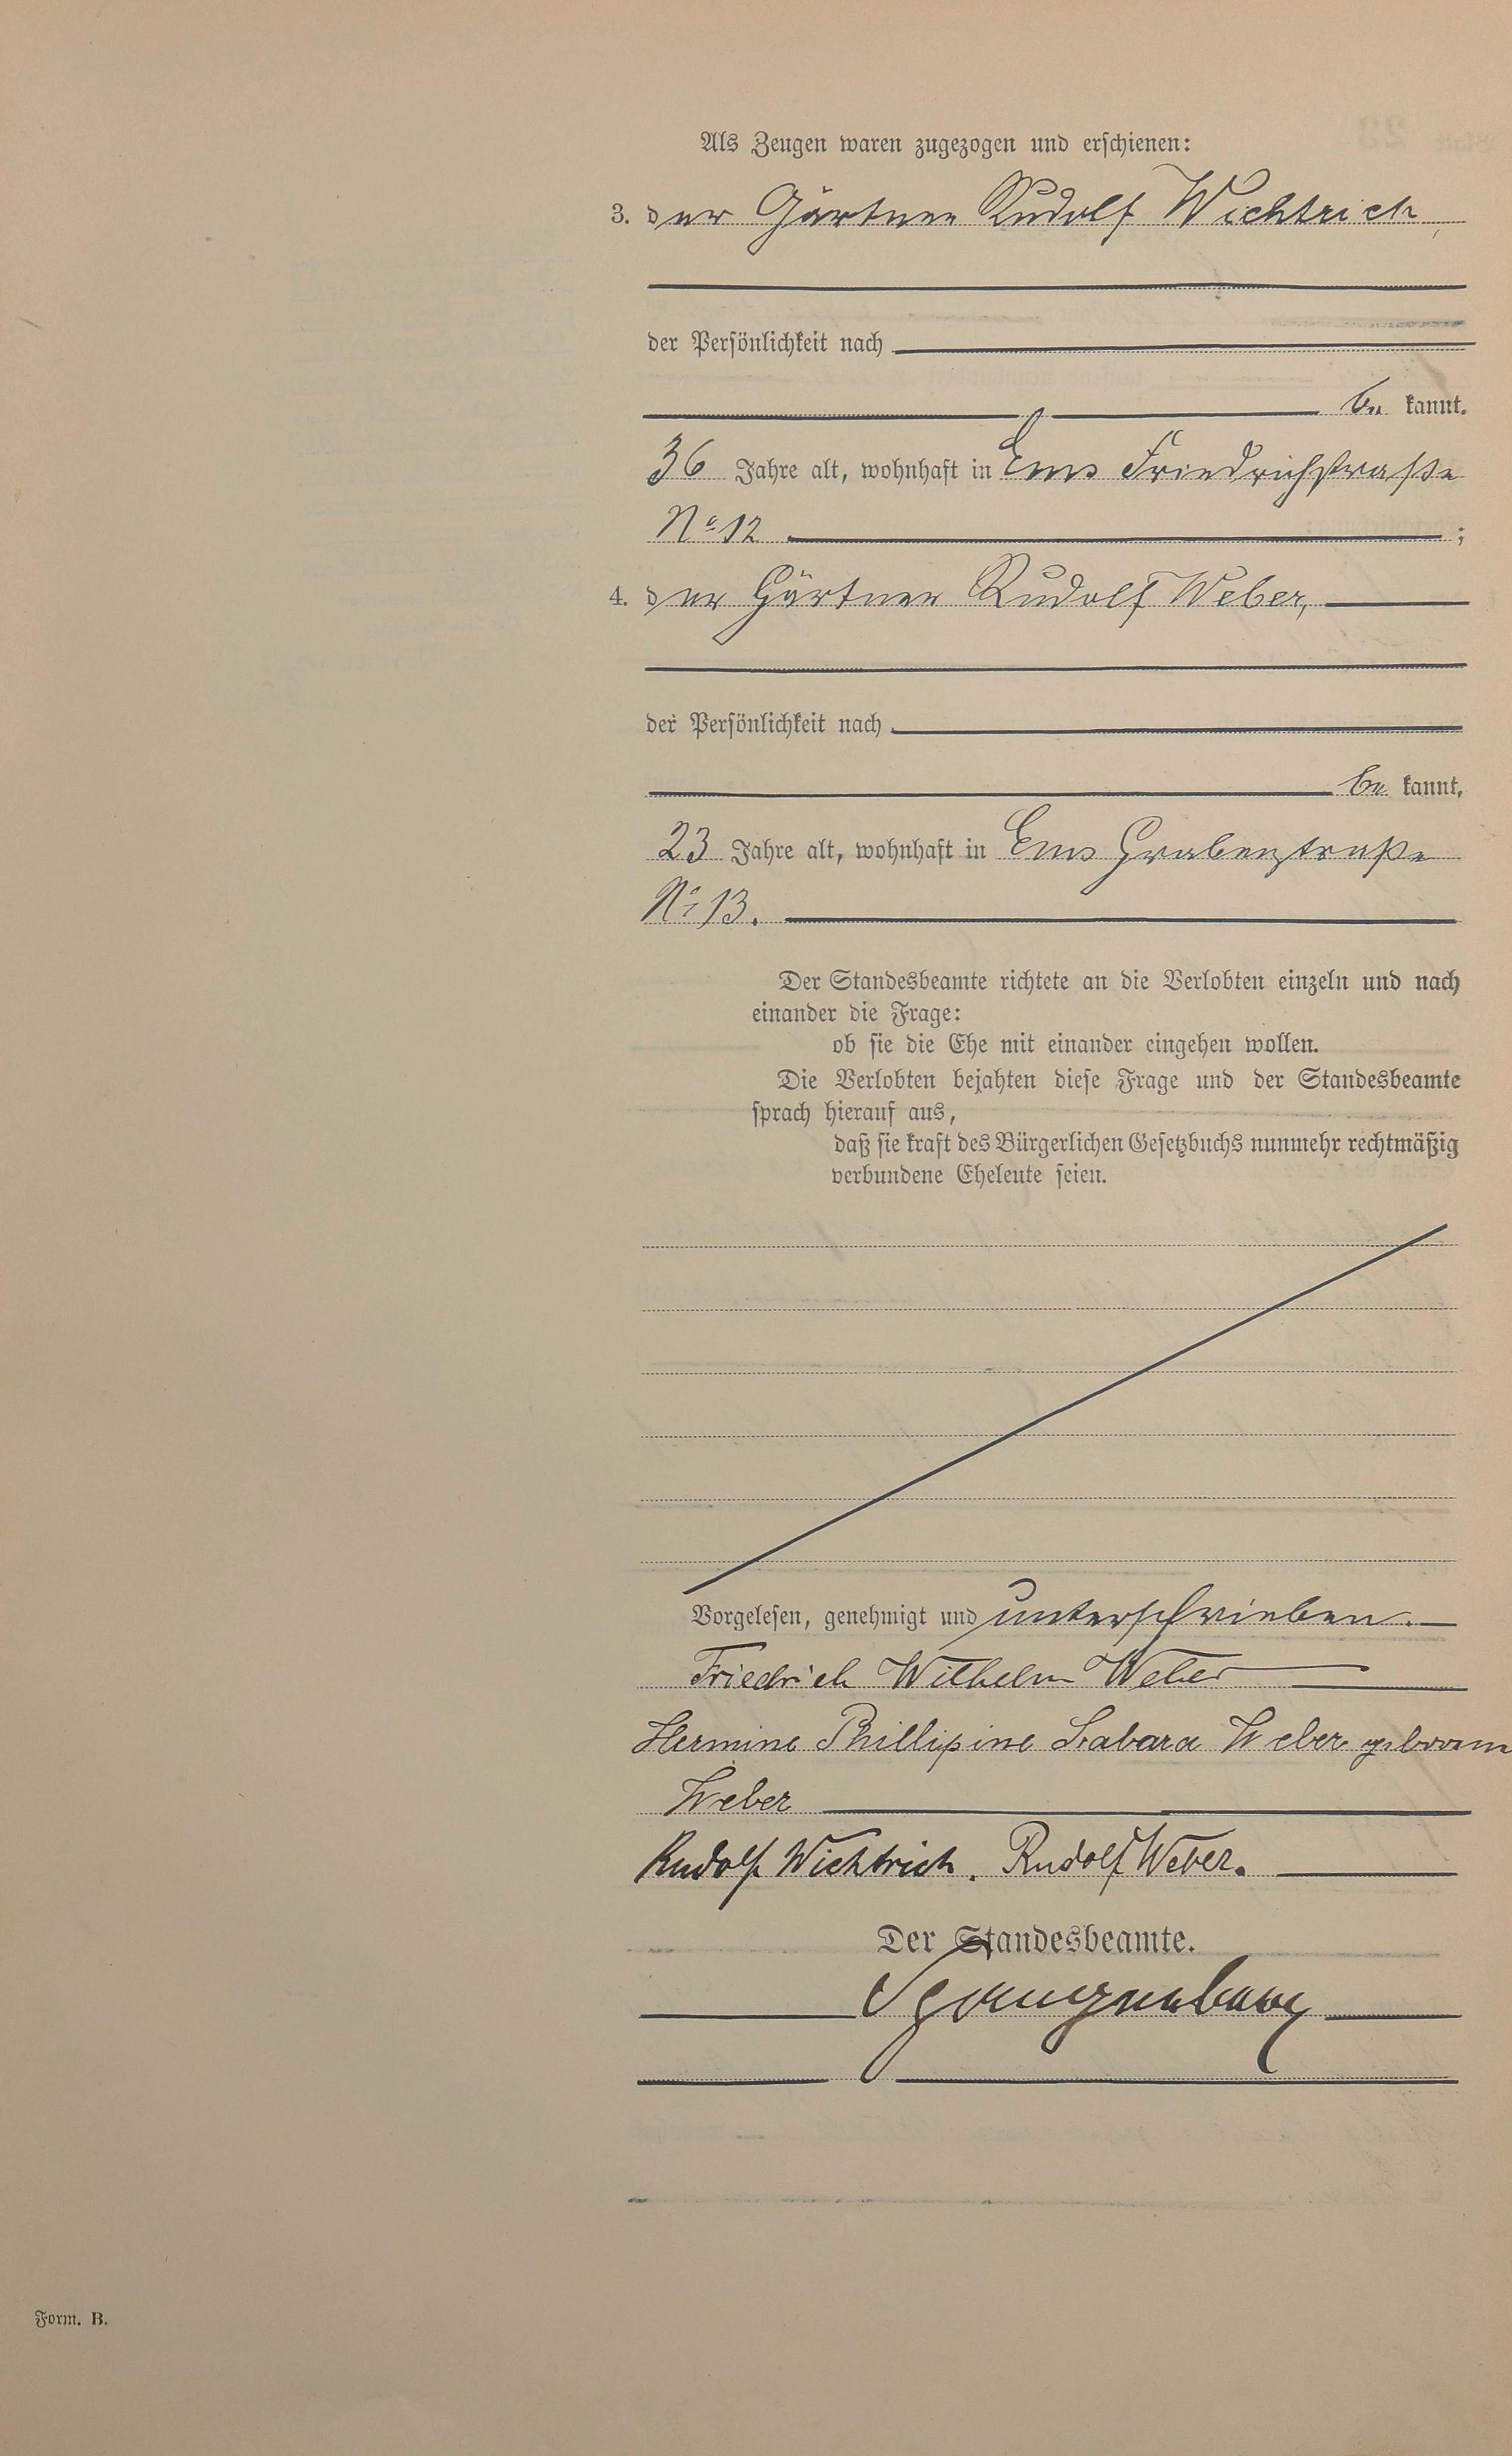 Als Zeugen waren zugezogen und erschienen:
3. der Gärtner Rudolf Wichtrich,
der Persönlichkeit nach
be kannt,
36 Jahre alt, wohnhaft in Ems Friedrichstraße
No 12 ;
4. der Gärtner Rudolf Weber,
der Persönlichkeit nach
be kannt,
23 Jahre alt, wohnhaft in Ems Grabenstraße
No 13.
Der Standesbeamte richtete an die Verlobten einzeln und nach
einander die Frage:
ob sie die Ehe mit einander eingehen wollen.
Die Verlobten bejahten diese Frage und der Standesbeamte
sprach hierauf aus,
daß sie kraft des Bürgerlichen Gesetzbuchs nunmehr rechtmäßig
verbundene Eheleute seien.
Vorgelesen, genehmigt und unterschrieben.
Friedrich Wilhelm Weber
Hermine Phillipine Weber geborene
Weber
Rudolf Wichtrich. Rudolf Weber.
Der Standesbeamte.
Form. B.